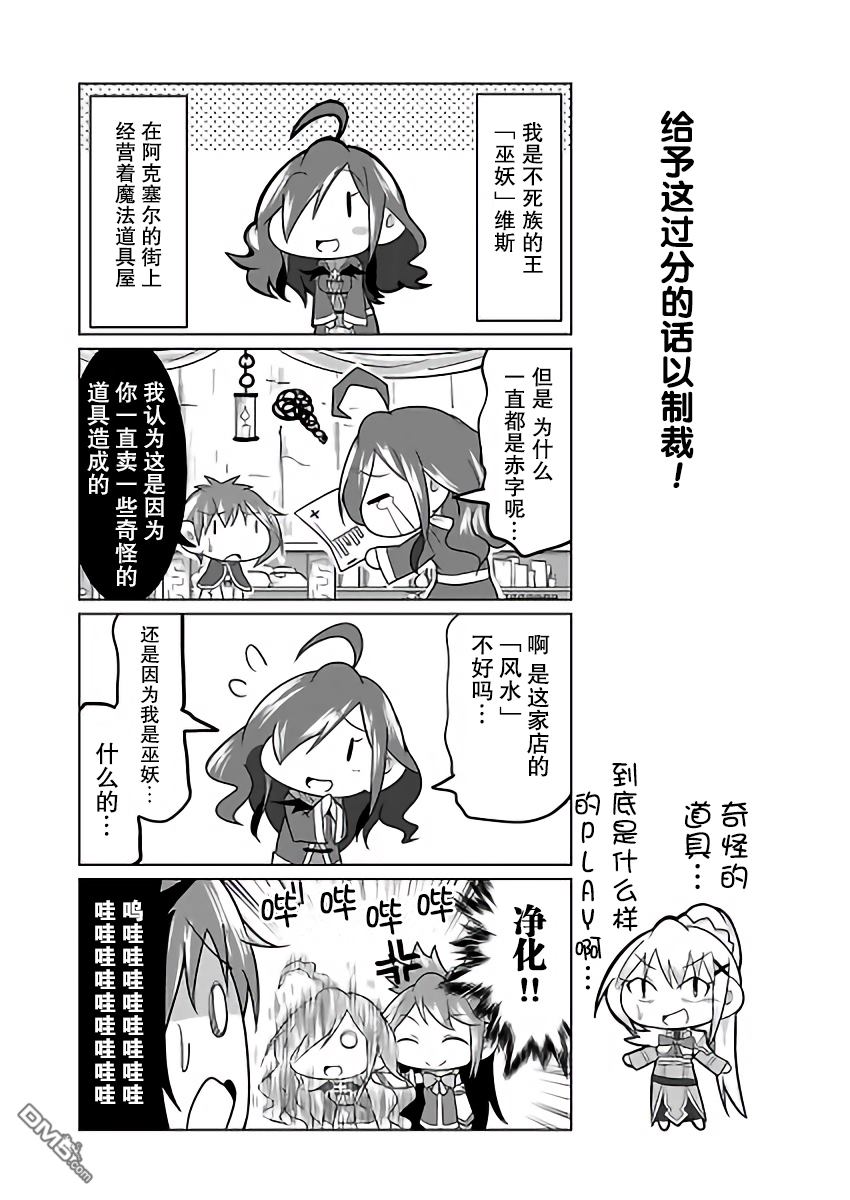 给予这过分的话以制裁！
我是不死族的王
「巫妖」维斯
在阿克塞尔的街上
经营着魔法道具屋
但是 为什么
一直都是赤字呢…
我认为这是因为
你一直卖一些奇怪的
道具造成的
啊 是这家店的
「风水」
不好吗…
还是因为我是巫妖…
什么的…
净化!!
哔
哔
哔
哔
呜哇哇哇哇哇哇哇哇
哇哇哇哇哇哇哇哇哇
奇怪的
道具…
到底是什么样
的PLAY啊…
DM5.com
www.dm5.com